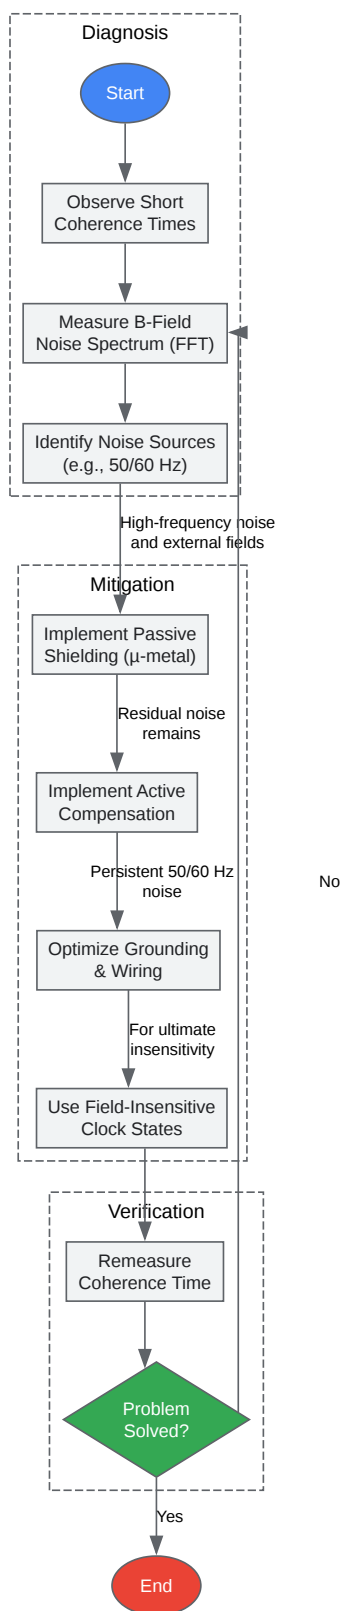 Diagnosis
Start
Observe Short
Coherence Times
Measure B-Field
Noise Spectrum (FFT)
Identify Noise Sources
(e.g., 50/60 Hz)
High-frequency noise
and external fields
Mitigation
Implement Passive
Shielding (μ-metal)
Residual noise
remains
Implement Active
Compensation
Persistent 50/60 Hz
noise
No
Optimize Grounding
& Wiring
For ultimate
insensitivity
Use Field-Insensitive
Clock States
Verification
Remeasure
Coherence Time
Problem
Solved?
Yes
End